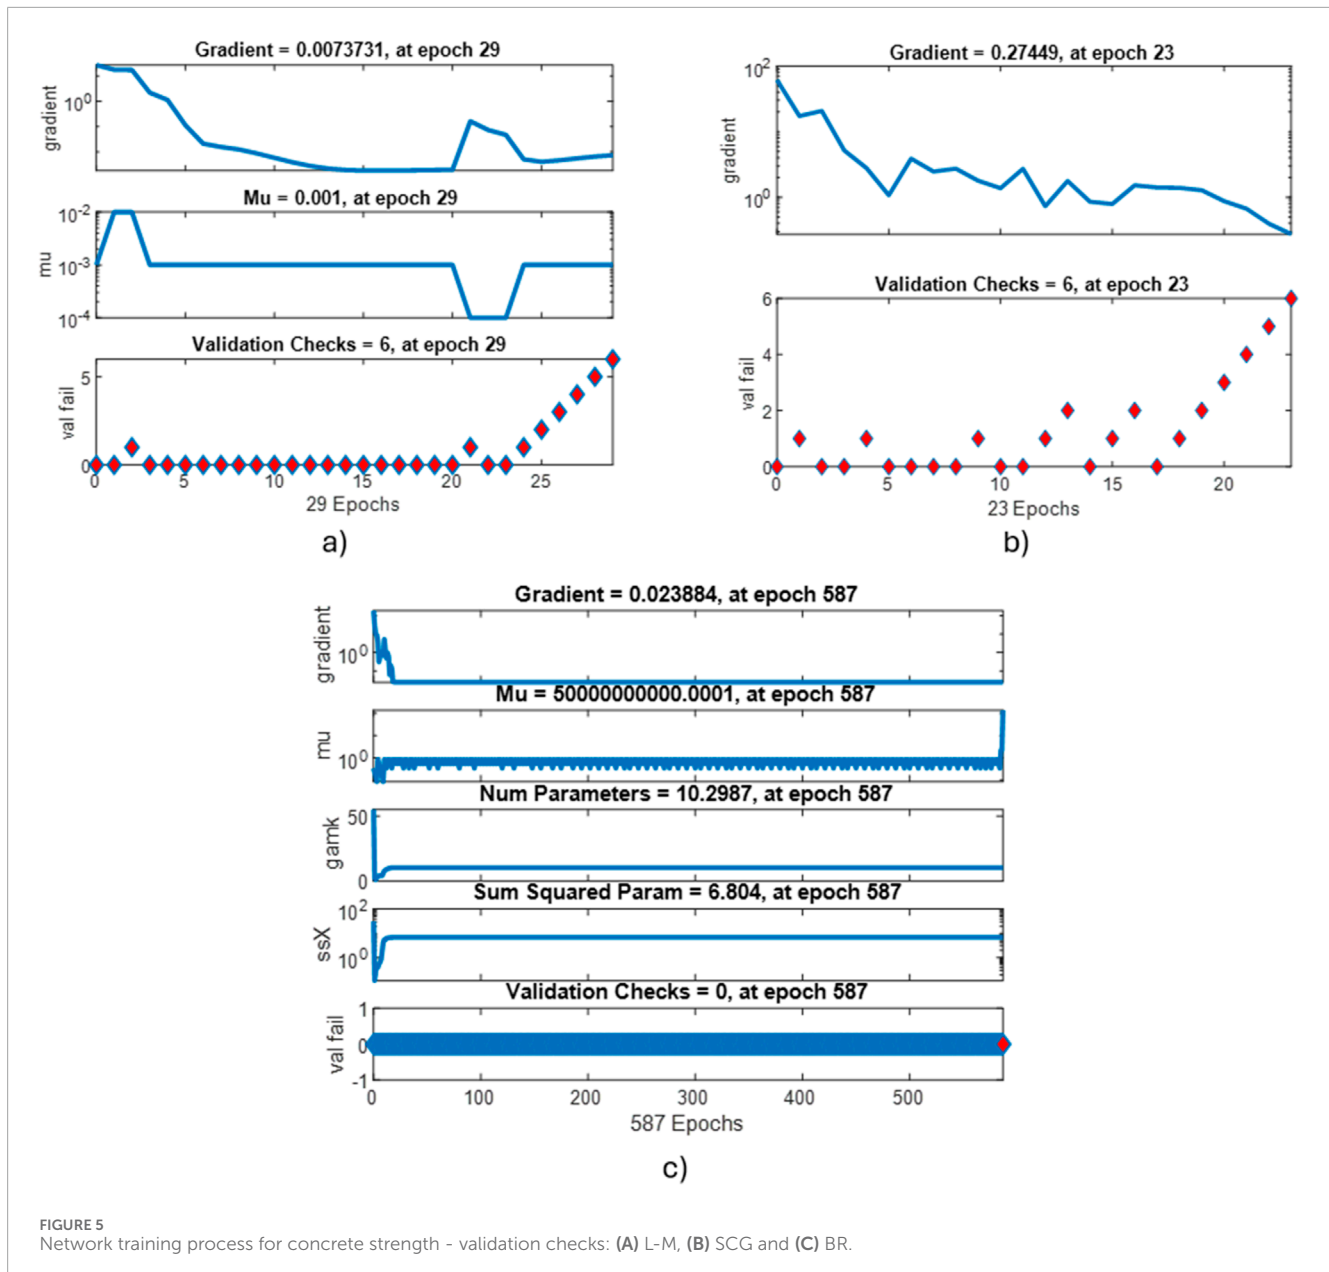 Gradient = 0.0073731, at epoch 29
gradient
10^0
Mu = 0.001, at epoch 29
mu
10^-2
10^-3
10^-4
Validation Checks = 6, at epoch 29
val fail
5
0
0 5 10 15 20 25
29 Epochs
a)
Gradient = 0.27449, at epoch 23
gradient
10^2
10^0
Validation Checks = 6, at epoch 23
val fail
6
4
2
0
0 5 10 15 20
23 Epochs
b)
Gradient = 0.023884, at epoch 587
gradient
10^0
Mu = 50000000000.0001, at epoch 587
mu
10^0
Num Parameters = 10.2987, at epoch 587
gamk
50
0
Sum Squared Param = 6.804, at epoch 587
ssX
10^2
10^0
Validation Checks = 0, at epoch 587
val fail
1
0
-1
0 100 200 300 400 500
587 Epochs
c)
FIGURE 5
Network training process for concrete strength - validation checks: (A) L-M, (B) SCG and (C) BR.